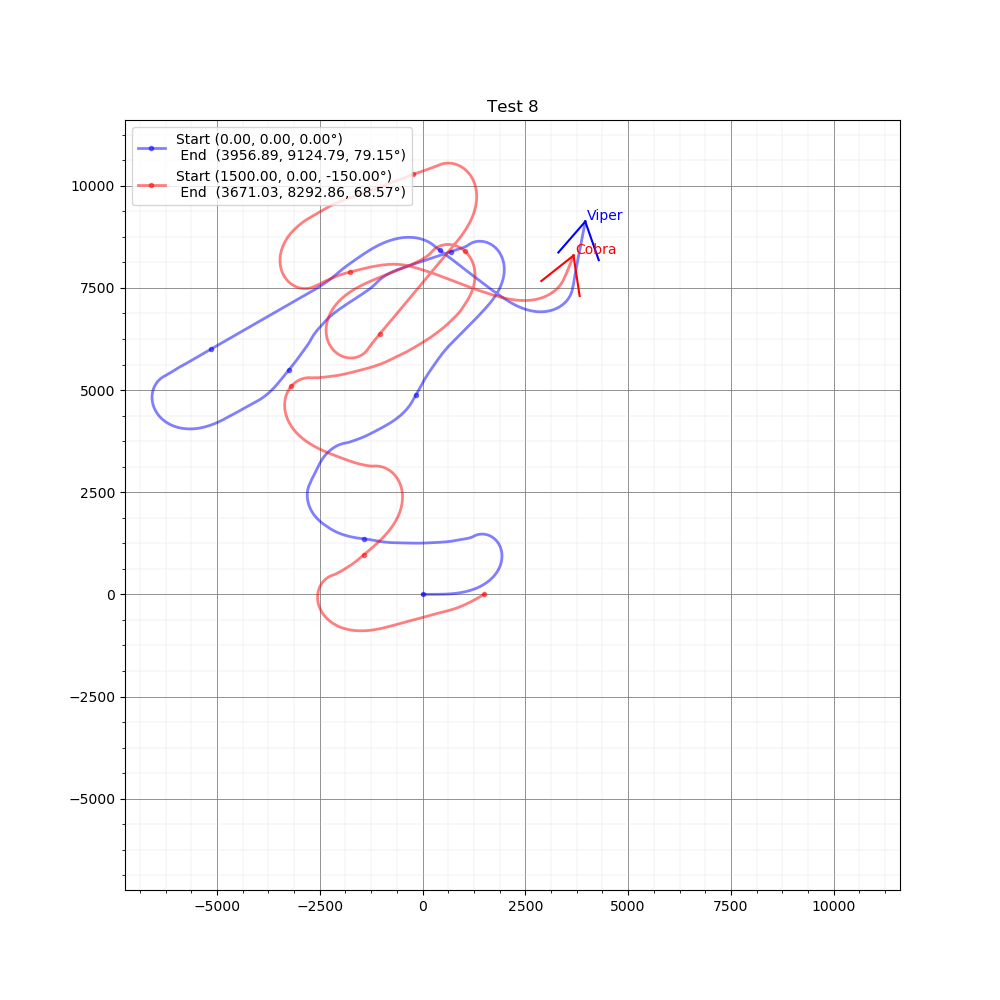 Test 8
Start (0.00, 0.00, 0.00°)
End (3956.89, 9124.79, 79.15°)
Start (1500.00, 0.00, -150.00°)
End (3671.03, 8292.86, 68.57°)
Viper
Cobra
10000
7500
5000
2500
0
−2500
−5000
−5000 −2500 0 2500 5000 7500 10000